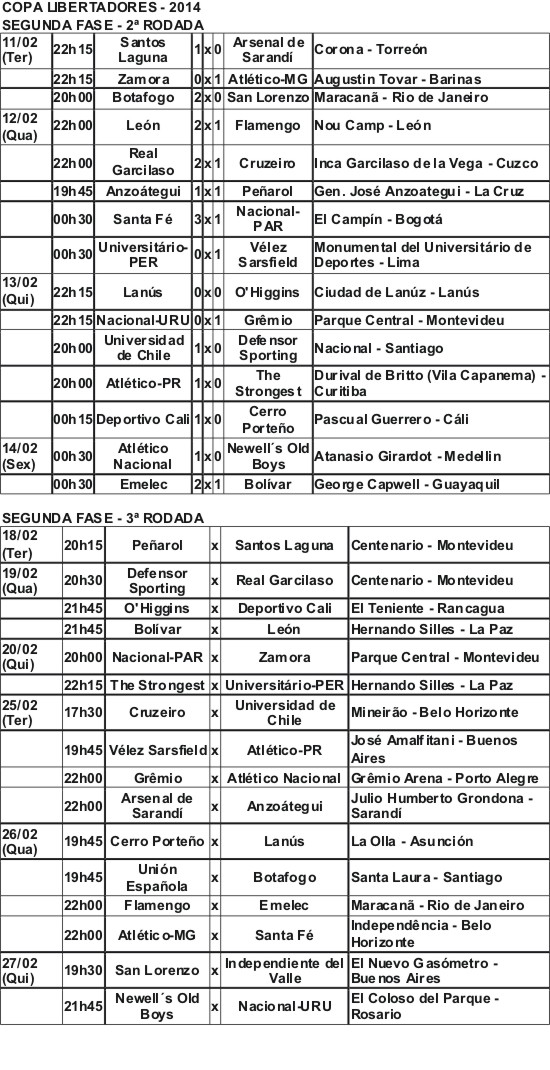 COPA LIBERTADORES - 2014
SEGUNDA FASE - 2ª RODADA
11/02 (Ter) 22h15 Santos Laguna 1 x 0 Arsenal de Sarandí Corona - Torreón
22h15 Zamora 0 x 1 Atlético-MG Augustin Tovar - Barinas
20h00 Botafogo 2 x 0 San Lorenzo Maracanã - Rio de Janeiro
12/02 (Qua) 22h00 León 2 x 1 Flamengo Nou Camp - León
22h00 Real Garcilaso 2 x 1 Cruzeiro Inca Garcilaso de la Vega - Cuzco
19h45 Anzoátegui 1 x 1 Peñarol Gen. José Anzoategui - La Cruz
00h30 Santa Fé 3 x 1 Nacional-PAR El Campín - Bogotá
00h30 Universitário-PER 0 x 1 Vélez Sarsfield Monumental del Universitário de Deportes - Lima
13/02 (Qui) 22h15 Lanús 0 x 0 O'Higgins Ciudad de Lanúz - Lanús
22h15 Nacional-URU 0 x 1 Grêmio Parque Central - Montevideu
20h00 Universidad de Chile 1 x 0 Defensor Sporting Nacional - Santiago
20h00 Atlético-PR 1 x 0 The Strongest Durival de Britto (Vila Capanema) - Curitiba
00h15 Deportivo Cali 1 x 0 Cerro Porteño Pascual Guerrero - Cáli
14/02 (Sex) 00h30 Atlético Nacional 1 x 0 Newell´s Old Boys Atanasio Girardot - Medellin
00h30 Emelec 2 x 1 Bolívar George Capwell - Guayaquil
SEGUNDA FASE - 3ª RODADA
18/02 (Ter) 20h15 Peñarol x Santos Laguna Centenario - Montevideu
19/02 (Qua) 20h30 Defensor Sporting x Real Garcilaso Centenario - Montevideu
21h45 O'Higgins x Deportivo Cali El Teniente - Rancagua
21h45 Bolívar x León Hernando Silles - La Paz
20/02 (Qui) 20h00 Nacional-PAR x Zamora Parque Central - Montevideu
22h15 The Strongest x Universitário-PER Hernando Silles - La Paz
25/02 (Ter) 17h30 Cruzeiro x Universidad de Chile Mineirão - Belo Horizonte
19h45 Vélez Sarsfield x Atlético-PR José Amalfitani - Buenos Aires
22h00 Grêmio x Atlético Nacional Grêmio Arena - Porto Alegre
22h00 Arsenal de Sarandí x Anzoátegui Julio Humberto Grondona - Sarandí
26/02 (Qua) 19h45 Cerro Porteño x Lanús La Olla - Asunción
19h45 Unión Española x Botafogo Santa Laura - Santiago
22h00 Flamengo x Emelec Maracanã - Rio de Janeiro
22h00 Atlético-MG x Santa Fé Independência - Belo Horizonte
27/02 (Qui) 19h30 San Lorenzo x Independiente del Valle El Nuevo Gasómetro - Buenos Aires
21h45 Newell´s Old Boys x Nacional-URU El Coloso del Parque - Rosario